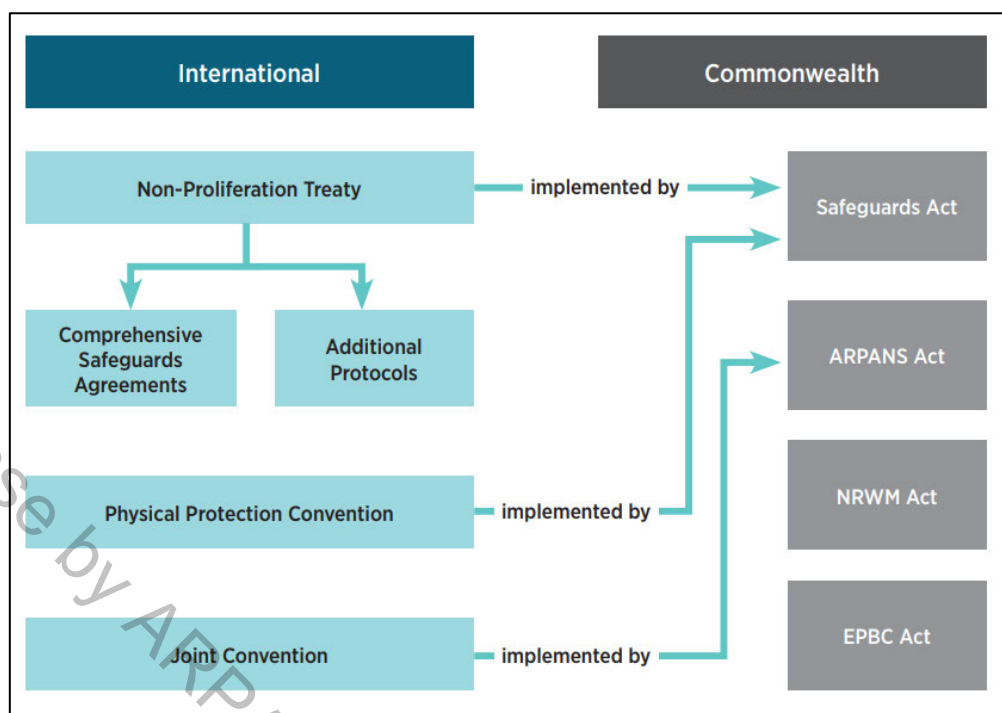 International
Commonwealth
Non-Proliferation Treaty
implemented by
Safeguards Act
Comprehensive
Safeguards
Agreements
Additional
Protocols
ARPANS Act
Physical Protection Convention
implemented by
NRWM Act
Joint Convention
implemented by
EPBC Act
by